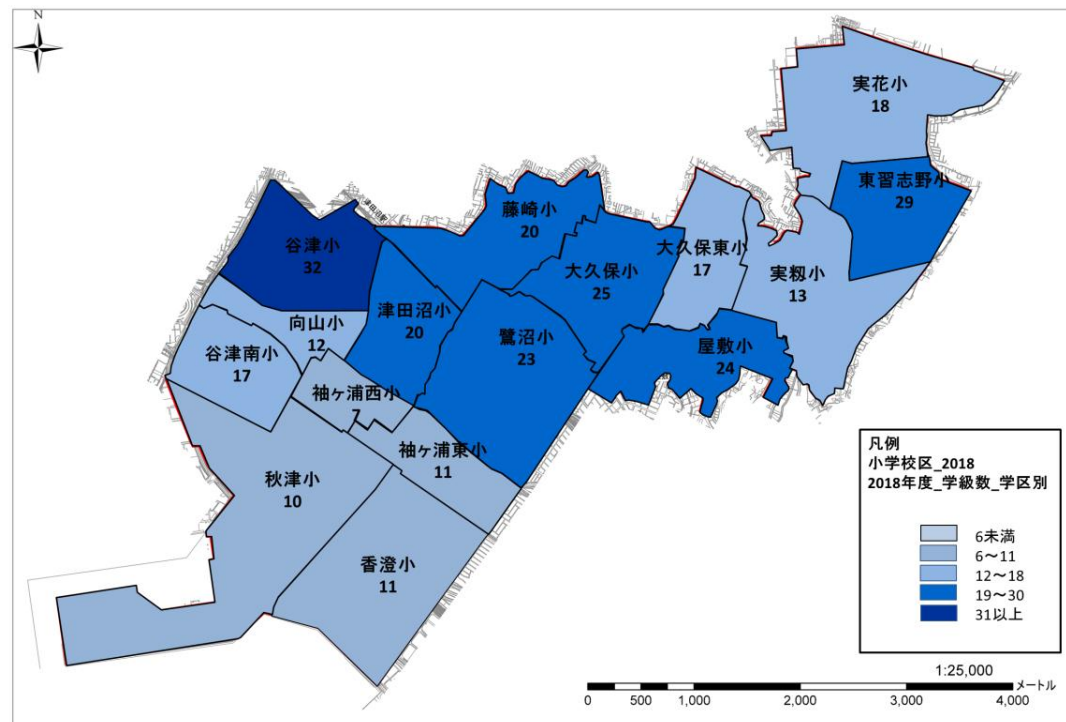 N
実花小
18
東習志野小
29
藤崎小
20
谷津小
32
大久保東小
17
大久保小
25
実籾小
13
津田沼小
20
向山小
12
鷺沼小
23
谷津南小
17
屋敷小
24
袖ヶ浦西小
7
袖ヶ浦東小
11
秋津小
10
香澄小
11
凡例
小学校区_2018
2018年度_学級数_学区別
6未満
6～11
12～18
19～30
31以上
1:25,000
メートル
0 500 1,000 2,000 3,000 4,000